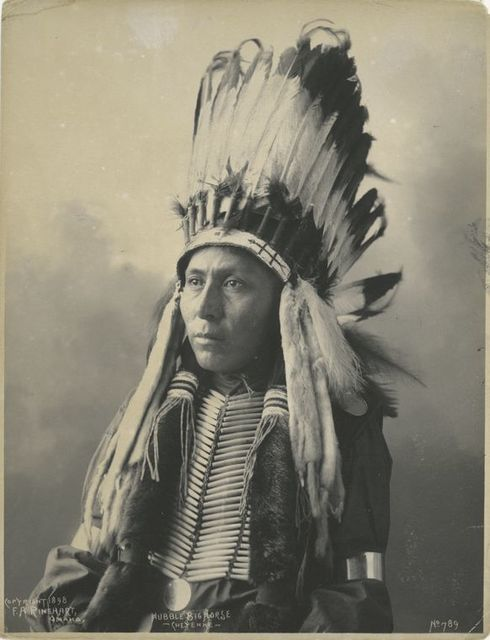 COPYRIGHT 1898
F.A. RINEHART,
OMAHA.
HUBBLE BIG HORSE
– CHEYENNE –
No 789